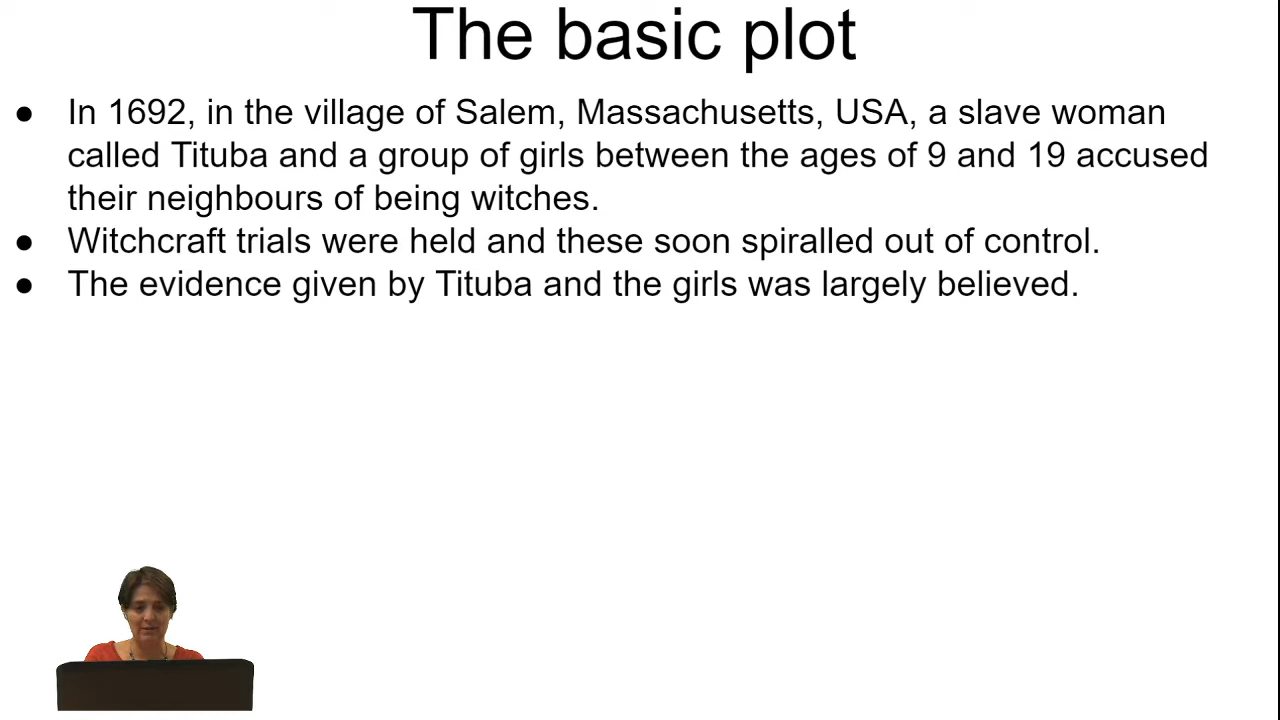 The basic plot
● In 1692, in the village of Salem, Massachusetts, USA, a slave woman
called Tituba and a group of girls between the ages of 9 and 19 accused
their neighbours of being witches.
● Witchcraft trials were held and these soon spiralled out of control.
● The evidence given by Tituba and the girls was largely believed.